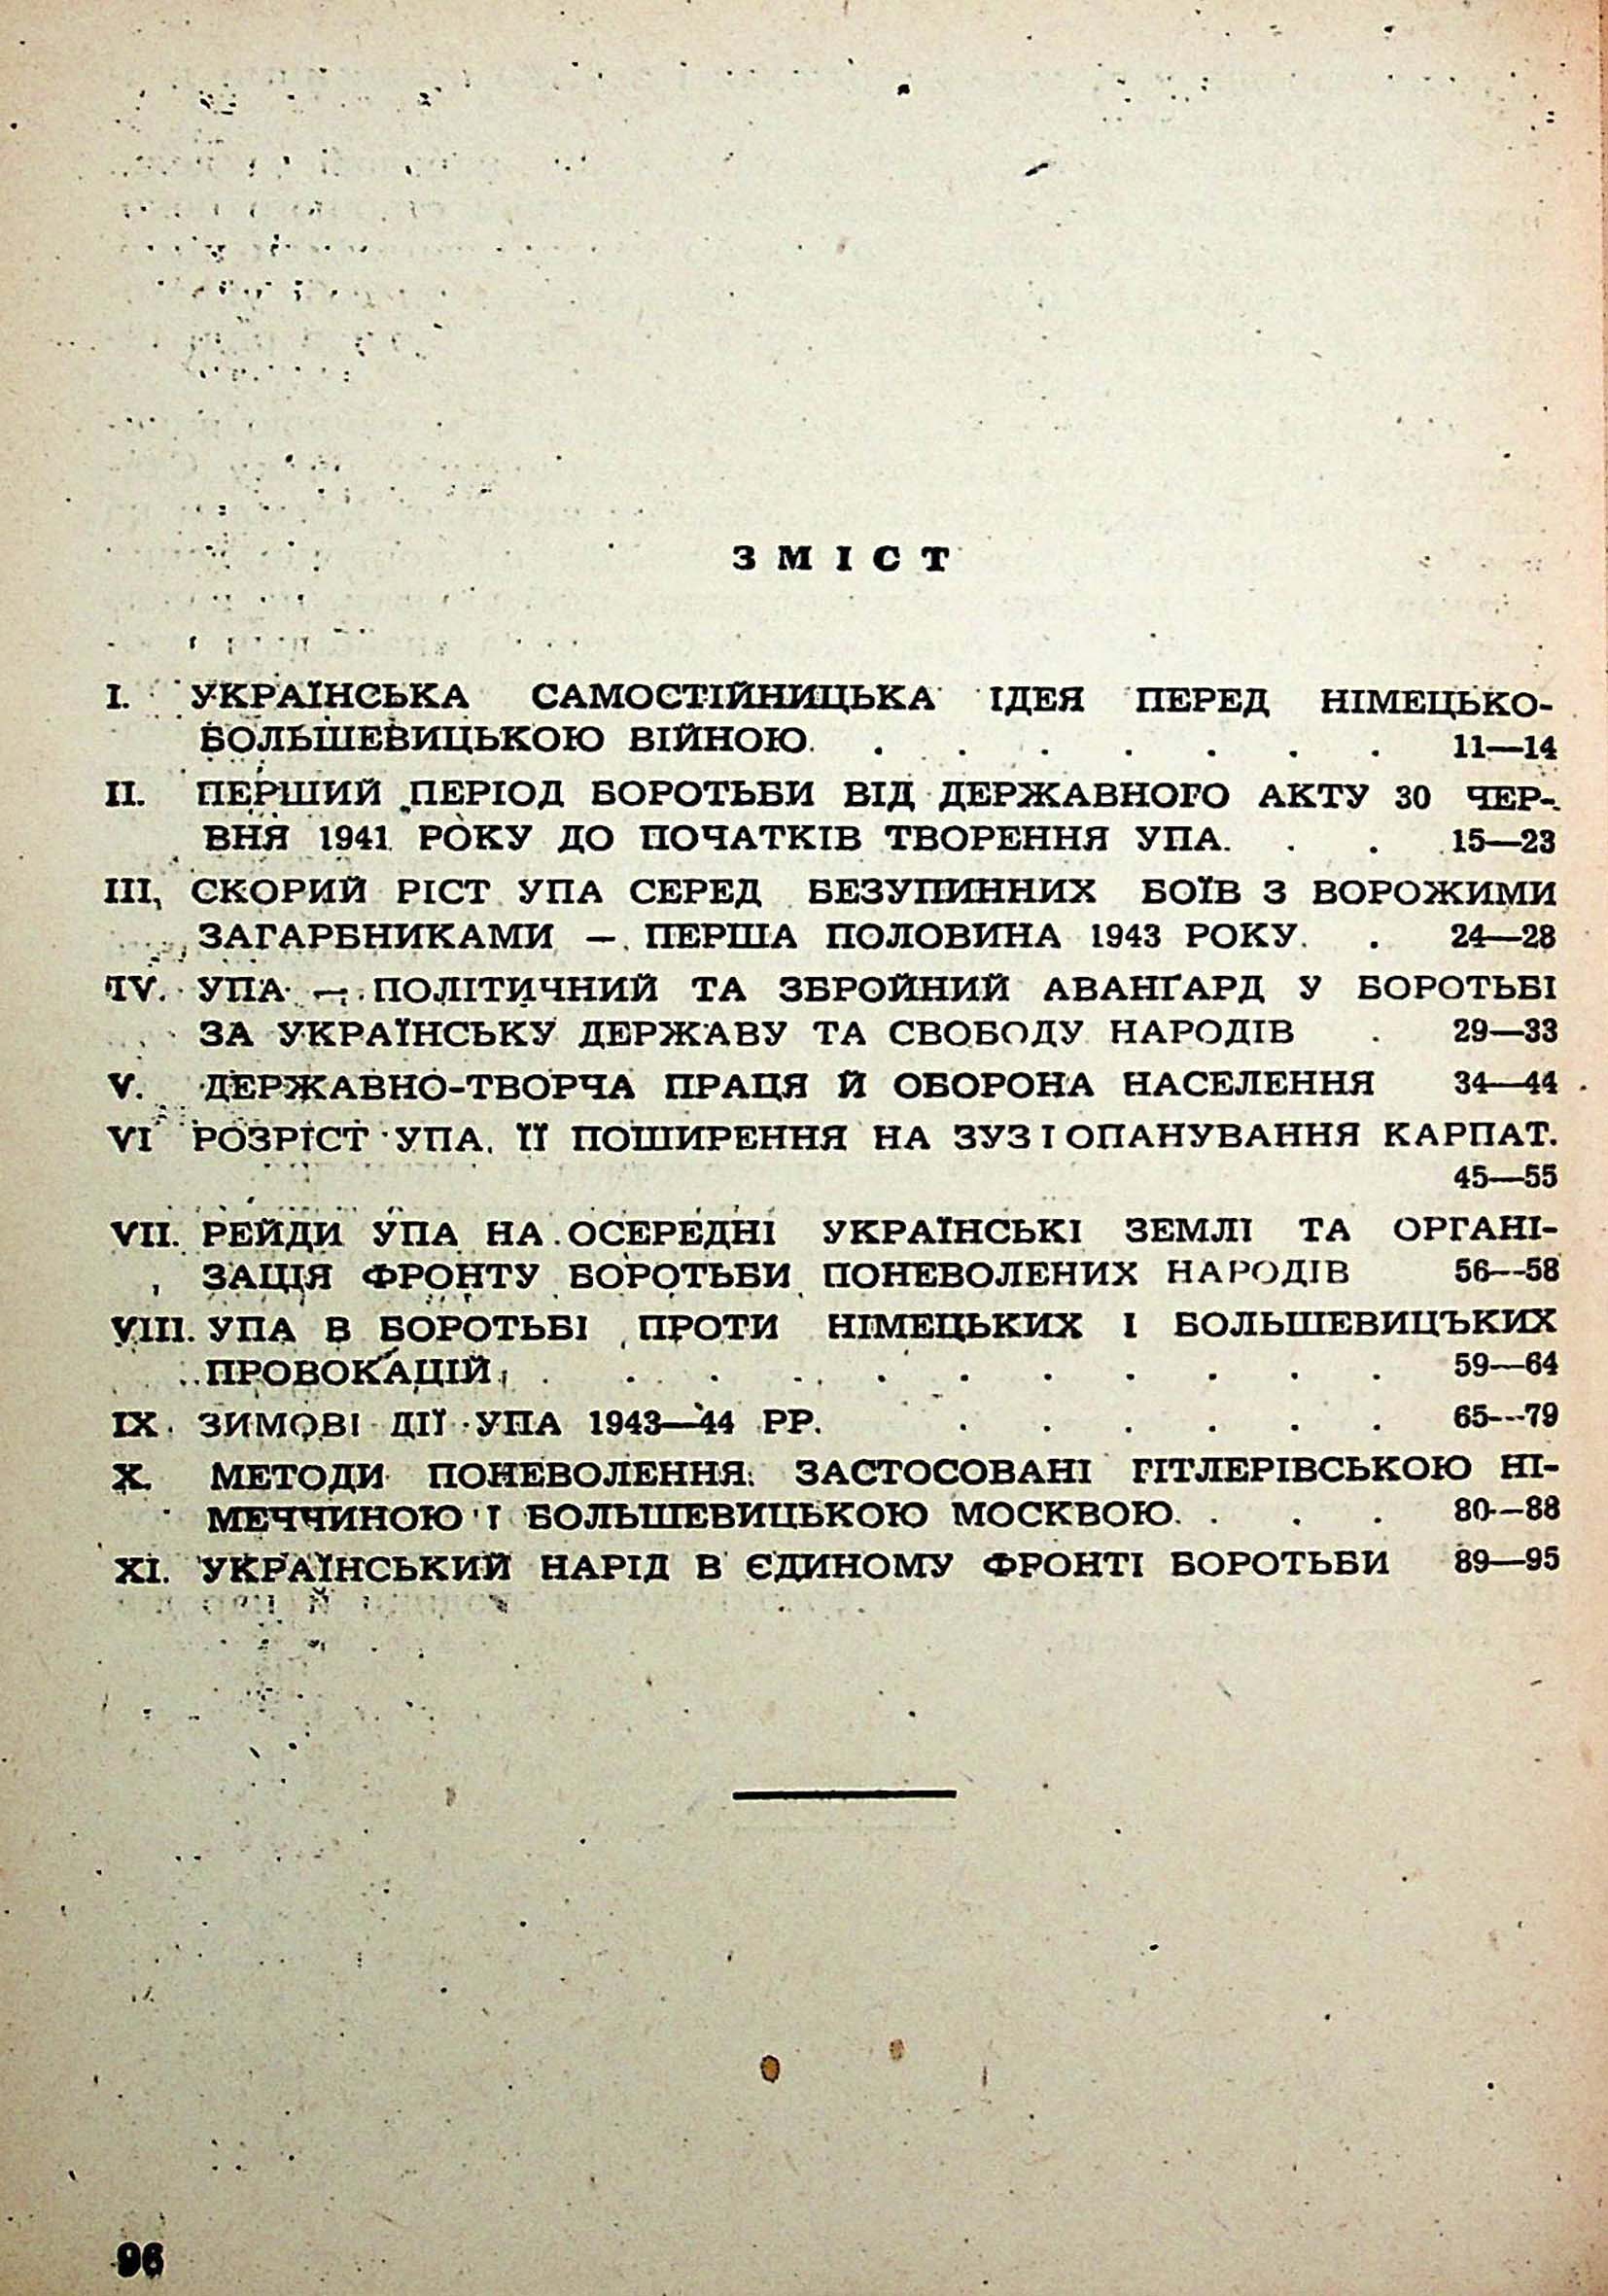 ЗМІСТ
I. УКРАЇНСЬКА САМОСТІЙНИЦЬКА ІДЕЯ ПЕРЕД НІМЕЦЬКО-
БОЛЬШЕВИЦЬКОЮ ВІЙНОЮ. . . . . . . . 11—14
II. ПЕРШИЙ ПЕРІОД БОРОТЬБИ ВІД ДЕРЖАВНОГО АКТУ 30 ЧЕР-
ВНЯ 1941 РОКУ ДО ПОЧАТКІВ ТВОРЕННЯ УПА. . . 15—23
III, СКОРИЙ РІСТ УПА СЕРЕД БЕЗУПИННИХ БОЇВ З ВОРОЖИМИ
ЗАГАРБНИКАМИ — ПЕРША ПОЛОВИНА 1943 РОКУ. . 24—28
IV. УПА — ПОЛІТИЧНИЙ ТА ЗБРОЙНИЙ АВАНҐАРД У БОРОТЬБІ
ЗА УКРАЇНСЬКУ ДЕРЖАВУ ТА СВОБОДУ НАРОДІВ . 29—33
V. ДЕРЖАВНО-ТВОРЧА ПРАЦЯ Й ОБОРОНА НАСЕЛЕННЯ 34—44
VI РОЗРІСТ УПА, ЇЇ ПОШИРЕННЯ НА ЗУЗ І ОПАНУВАННЯ КАРПАТ.
45—55
VII. РЕЙДИ УПА НА ОСЕРЕДНІ УКРАЇНСЬКІ ЗЕМЛІ ТА ОРГАНІ-
ЗАЦІЯ ФРОНТУ БОРОТЬБИ ПОНЕВОЛЕНИХ НАРОДІВ 56—58
VIII. УПА В БОРОТЬБІ ПРОТИ НІМЕЦЬКИХ І БОЛЬШЕВИЦЪКИХ
ПРОВОКАЦІЙ . . . . . . . . . . . 59—64
IX. ЗИМОВІ ДІЇ УПА 1943—44 РР. . . . . . . 65—79
X. МЕТОДИ ПОНЕВОЛЕННЯ, ЗАСТОСОВАНІ ГІТЛЕРІВСЬКОЮ НІ-
МЕЧЧИНОЮ І БОЛЬШЕВИЦЬКОЮ МОСКВОЮ. . . . 80—88
XI. УКРАЇНСЬКИЙ НАРІД В ЄДИНОМУ ФРОНТІ БОРОТЬБИ 89—95
96